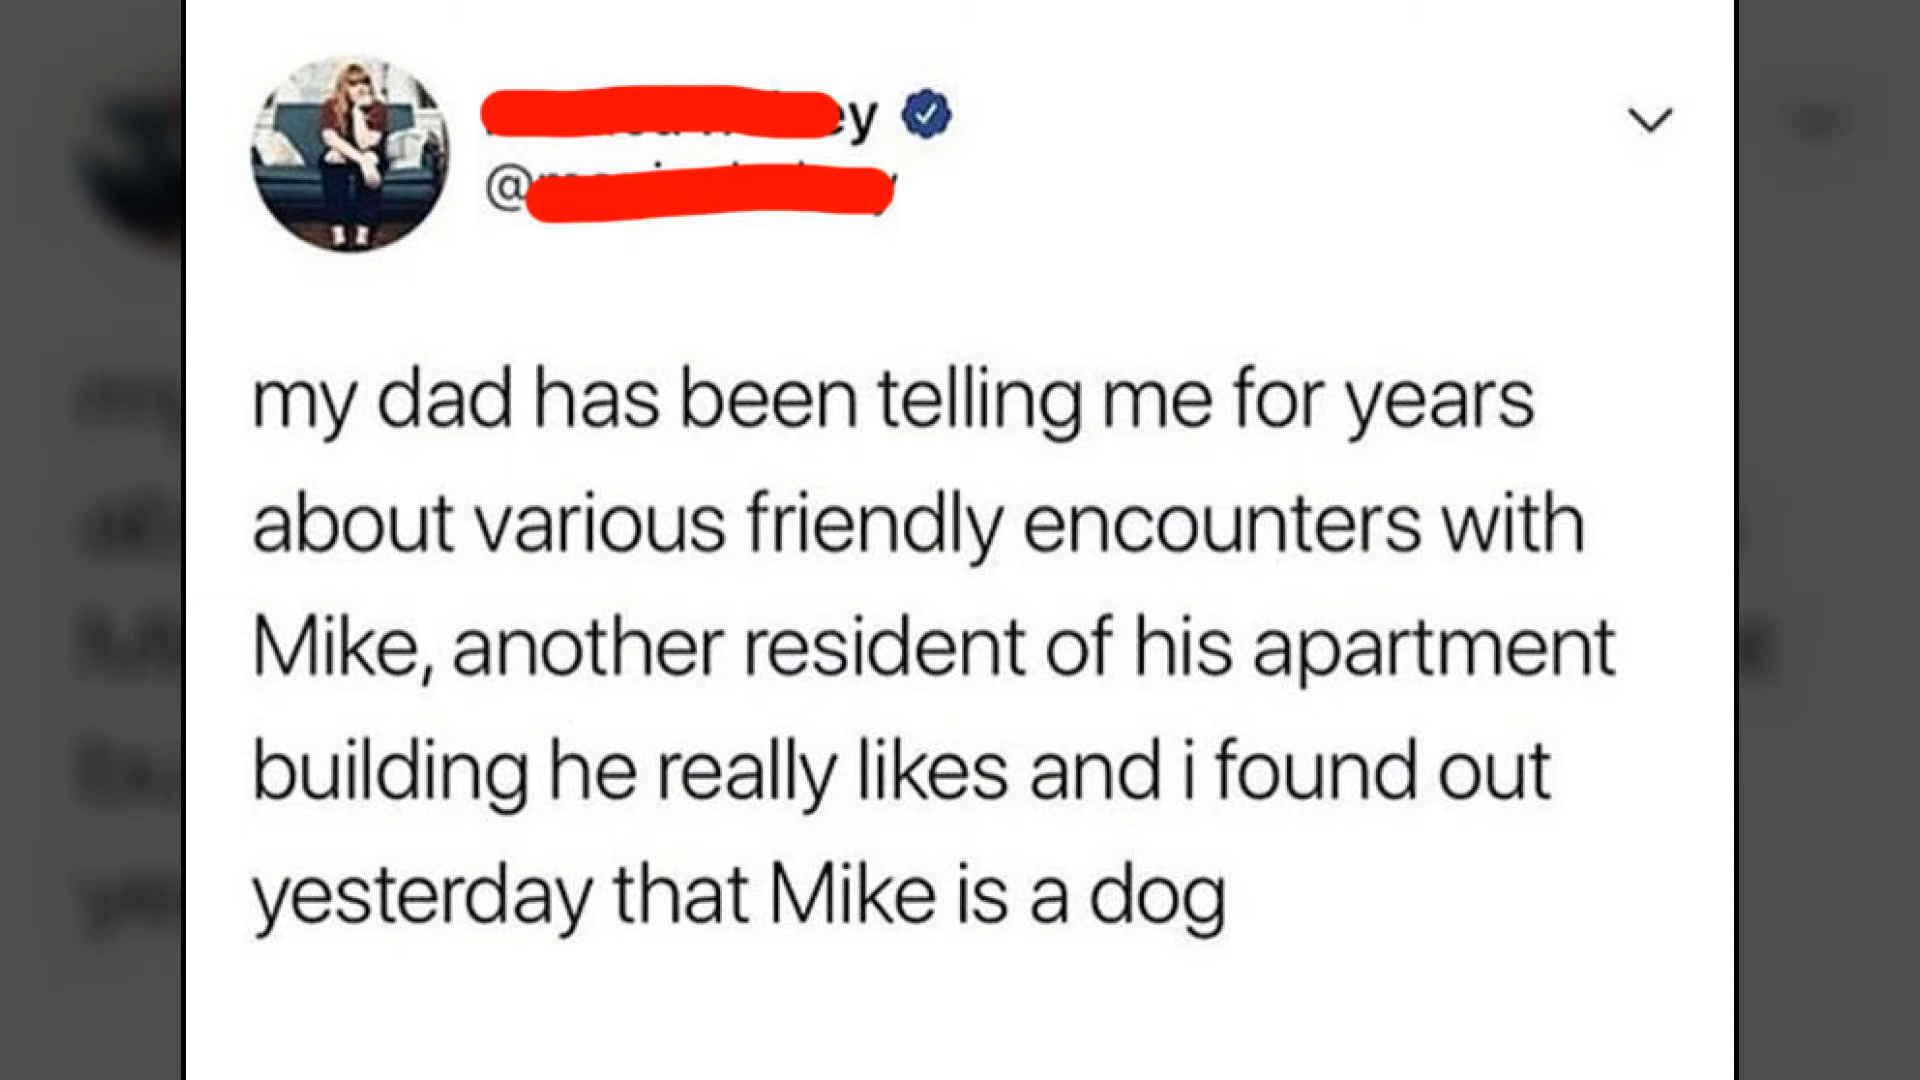 my dad has been telling me for years
about various friendly encounters with
Mike, another resident of his apartment
building he really likes and i found out
yesterday that Mike is a dog